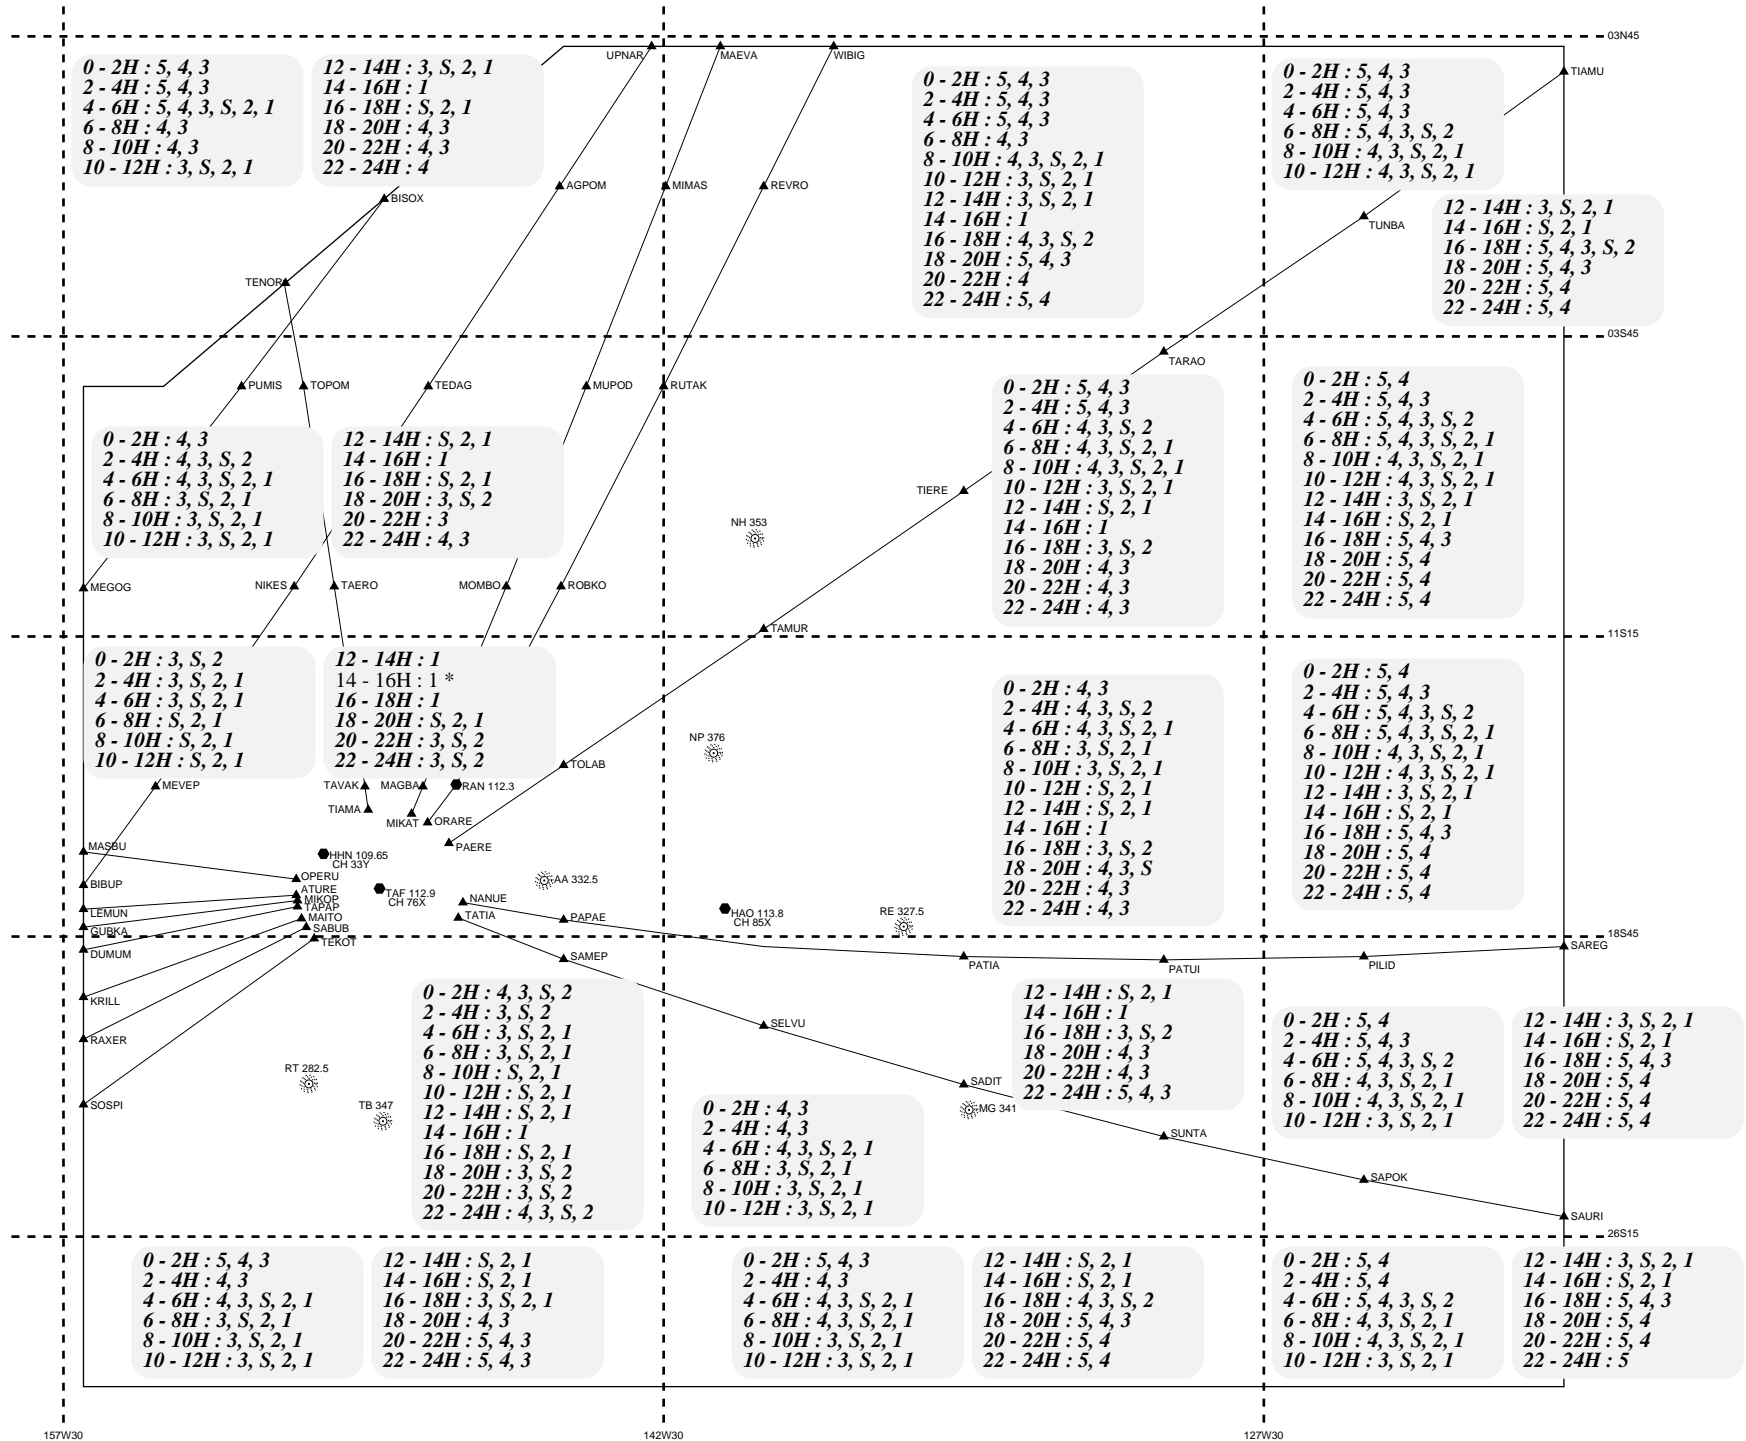 03N45
UPNAR
MAEVA
WIBIG
TIAMU
0 - 2H : 5, 4, 3
2 - 4H : 5, 4, 3
4 - 6H : 5, 4, 3, S, 2, 1
6 - 8H : 4, 3
8 - 10H : 4, 3
10 - 12H : 3, S, 2, 1
12 - 14H : 3, S, 2, 1
14 - 16H : 1
16 - 18H : S, 2, 1
18 - 20H : 4, 3
20 - 22H : 4, 3
22 - 24H : 4
0 - 2H : 5, 4, 3
2 - 4H : 5, 4, 3
4 - 6H : 5, 4, 3
6 - 8H : 4, 3
8 - 10H : 4, 3, S, 2, 1
10 - 12H : 3, S, 2, 1
12 - 14H : 3, S, 2, 1
14 - 16H : 1
16 - 18H : 4, 3, S, 2
18 - 20H : 5, 4, 3
20 - 22H : 4
22 - 24H : 5, 4
0 - 2H : 5, 4, 3
2 - 4H : 5, 4, 3
4 - 6H : 5, 4, 3
6 - 8H : 5, 4, 3, S, 2
8 - 10H : 4, 3, S, 2, 1
10 - 12H : 4, 3, S, 2, 1
12 - 14H : 3, S, 2, 1
14 - 16H : S, 2, 1
16 - 18H : 5, 4, 3, S, 2
18 - 20H : 5, 4, 3
20 - 22H : 5, 4
22 - 24H : 5, 4
BISOX
AGPOM
MIMAS
REVRO
TUNBA
TENOR
03S45
TARAO
PUMIS
TOPOM
TEDAG
MUPOD
RUTAK
0 - 2H : 4, 3
2 - 4H : 4, 3, S, 2
4 - 6H : 4, 3, S, 2, 1
6 - 8H : 3, S, 2, 1
8 - 10H : 3, S, 2, 1
10 - 12H : 3, S, 2, 1
12 - 14H : S, 2, 1
14 - 16H : 1
16 - 18H : S, 2, 1
18 - 20H : 3, S, 2
20 - 22H : 3
22 - 24H : 4, 3
0 - 2H : 5, 4, 3
2 - 4H : 5, 4, 3
4 - 6H : 4, 3, S, 2
6 - 8H : 4, 3, S, 2, 1
8 - 10H : 4, 3, S, 2, 1
10 - 12H : 3, S, 2, 1
12 - 14H : S, 2, 1
14 - 16H : 1
16 - 18H : 3, S, 2
18 - 20H : 4, 3
20 - 22H : 4, 3
22 - 24H : 4, 3
0 - 2H : 5, 4
2 - 4H : 5, 4, 3
4 - 6H : 5, 4, 3, S, 2
6 - 8H : 5, 4, 3, S, 2, 1
8 - 10H : 4, 3, S, 2, 1
10 - 12H : 4, 3, S, 2, 1
12 - 14H : 3, S, 2, 1
14 - 16H : S, 2, 1
16 - 18H : 5, 4, 3
18 - 20H : 5, 4
20 - 22H : 5, 4
22 - 24H : 5, 4
TIERE
NH 353
MEGOG
NIKES
TAERO
MOMBO
ROBKO
TAMUR
11S15
0 - 2H : 3, S, 2
2 - 4H : 3, S, 2, 1
4 - 6H : 3, S, 2, 1
6 - 8H : S, 2, 1
8 - 10H : S, 2, 1
10 - 12H : S, 2, 1
12 - 14H : 1
14 - 16H : 1 *
16 - 18H : 1
18 - 20H : S, 2, 1
20 - 22H : 3, S, 2
22 - 24H : 3, S, 2
0 - 2H : 4, 3
2 - 4H : 4, 3, S, 2
4 - 6H : 4, 3, S, 2, 1
6 - 8H : 3, S, 2, 1
8 - 10H : 3, S, 2, 1
10 - 12H : S, 2, 1
12 - 14H : S, 2, 1
14 - 16H : 1
16 - 18H : 3, S, 2
18 - 20H : 4, 3, S
20 - 22H : 4, 3
22 - 24H : 4, 3
0 - 2H : 5, 4
2 - 4H : 5, 4, 3
4 - 6H : 5, 4, 3, S, 2
6 - 8H : 5, 4, 3, S, 2, 1
8 - 10H : 4, 3, S, 2, 1
10 - 12H : 4, 3, S, 2, 1
12 - 14H : 3, S, 2, 1
14 - 16H : S, 2, 1
16 - 18H : 5, 4, 3
18 - 20H : 5, 4
20 - 22H : 5, 4
22 - 24H : 5, 4
NP 376
TOLAB
MEVEP
TAVAK
MAGBA
RAN 112.3
TIAMA
MIKAT
ORARE
PAERE
MASBU
HHN 109.65
CH 33Y
OPERU
BIBUP
ATURE
MIKOP
TAPAP
MAITO
SABUB
TEKOT
TAF 112.9
CH 76X
AA 332.5
NANUE
TATIA
PAPAE
HAO 113.8
CH 85X
RE 327.5
LEMUN
GUBKA
DUMUM
18S45
SAREG
SAMEP
PATIA
PATUI
PILID
KRILL
RAXER
SOSPI
SELVU
RT 282.5
TB 347
SADIT
MG 341
SUNTA
SAPOK
SAURI
0 - 2H : 4, 3, S, 2
2 - 4H : 3, S, 2
4 - 6H : 3, S, 2, 1
6 - 8H : 3, S, 2, 1
8 - 10H : S, 2, 1
10 - 12H : S, 2, 1
12 - 14H : S, 2, 1
14 - 16H : 1
16 - 18H : S, 2, 1
18 - 20H : 3, S, 2
20 - 22H : 3, S, 2
22 - 24H : 4, 3, S, 2
0 - 2H : 4, 3
2 - 4H : 4, 3
4 - 6H : 4, 3, S, 2, 1
6 - 8H : 3, S, 2, 1
8 - 10H : 3, S, 2, 1
10 - 12H : 3, S, 2, 1
12 - 14H : S, 2, 1
14 - 16H : 1
16 - 18H : 3, S, 2
18 - 20H : 4, 3
20 - 22H : 4, 3
22 - 24H : 5, 4, 3
0 - 2H : 5, 4
2 - 4H : 5, 4, 3
4 - 6H : 5, 4, 3, S, 2
6 - 8H : 4, 3, S, 2, 1
8 - 10H : 4, 3, S, 2, 1
10 - 12H : 3, S, 2, 1
12 - 14H : 3, S, 2, 1
14 - 16H : S, 2, 1
16 - 18H : 5, 4, 3
18 - 20H : 5, 4
20 - 22H : 5, 4
22 - 24H : 5, 4
26S15
0 - 2H : 5, 4, 3
2 - 4H : 4, 3
4 - 6H : 4, 3, S, 2, 1
6 - 8H : 3, S, 2, 1
8 - 10H : 3, S, 2, 1
10 - 12H : 3, S, 2, 1
12 - 14H : S, 2, 1
14 - 16H : S, 2, 1
16 - 18H : 3, S, 2, 1
18 - 20H : 4, 3
20 - 22H : 5, 4, 3
22 - 24H : 5, 4, 3
0 - 2H : 5, 4, 3
2 - 4H : 4, 3
4 - 6H : 4, 3, S, 2, 1
6 - 8H : 4, 3, S, 2, 1
8 - 10H : 3, S, 2, 1
10 - 12H : 3, S, 2, 1
12 - 14H : S, 2, 1
14 - 16H : S, 2, 1
16 - 18H : 4, 3, S, 2
18 - 20H : 5, 4, 3
20 - 22H : 5, 4
22 - 24H : 5, 4
0 - 2H : 5, 4
2 - 4H : 5, 4
4 - 6H : 5, 4, 3, S, 2
6 - 8H : 4, 3, S, 2, 1
8 - 10H : 4, 3, S, 2, 1
10 - 12H : 3, S, 2, 1
12 - 14H : 3, S, 2, 1
14 - 16H : S, 2, 1
16 - 18H : 5, 4, 3
18 - 20H : 5, 4
20 - 22H : 5, 4
22 - 24H : 5
157W30
142W30
127W30